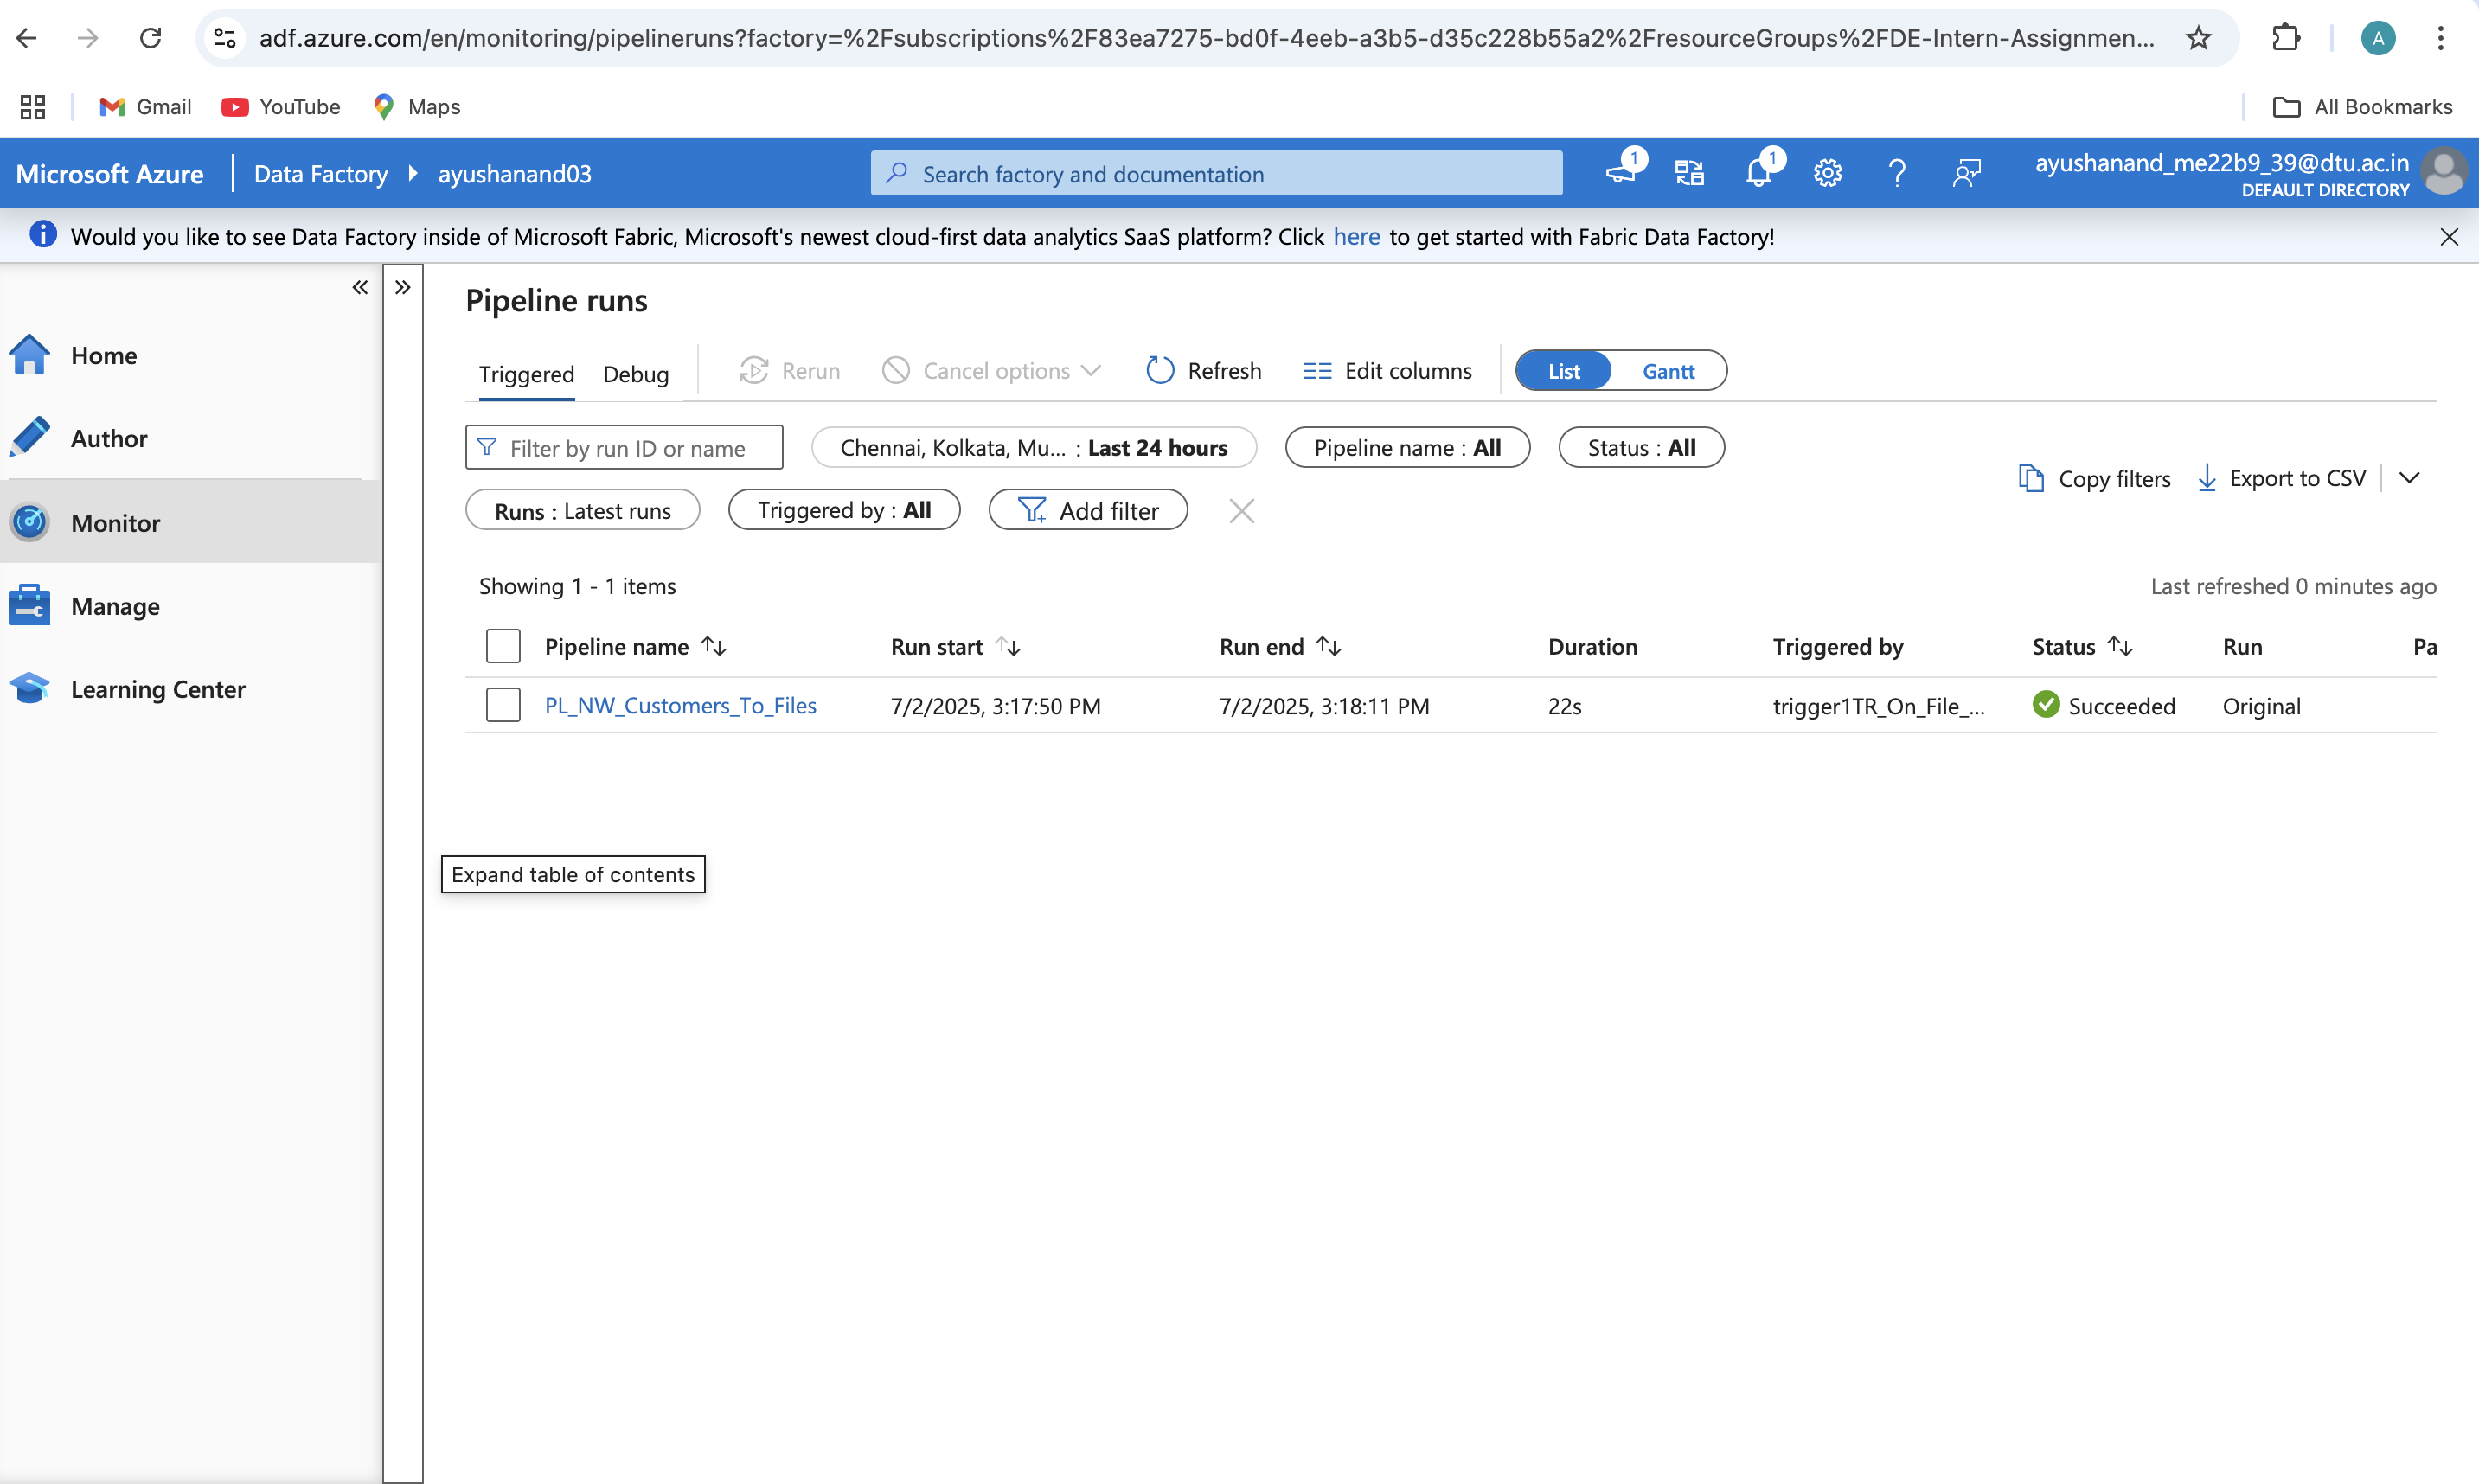 adf.azure.com/en/monitoring/pipelineruns?factory=%2Fsubscriptions%2F83ea7275-bd0f-4eeb-a3b5-d35c228b55a2%2FresourceGroups%2FDE-Intern-Assignmen...
A
Gmail
YouTube
Maps
All Bookmarks
Microsoft Azure
Data Factory
ayushanand03
Search factory and documentation
1
1
ayushanand_me22b9_39@dtu.ac.in
DEFAULT DIRECTORY
Would you like to see Data Factory inside of Microsoft Fabric, Microsoft's newest cloud-first data analytics SaaS platform? Click here to get started with Fabric Data Factory!
Home
Author
Monitor
Manage
Learning Center
Pipeline runs
Triggered Debug Rerun Cancel options Refresh Edit columns List Gantt
Filter by run ID or name
Chennai, Kolkata, Mu... : Last 24 hours
Pipeline name : All
Status : All
Runs : Latest runs
Triggered by : All
Add filter
Copy filters
Export to CSV
Showing 1 - 1 items
Last refreshed 0 minutes ago
Pipeline name Run start Run end Duration Triggered by Status Run Pa
PL_NW_Customers_To_Files 7/2/2025, 3:17:50 PM 7/2/2025, 3:18:11 PM 22s trigger1TR_On_File_... Succeeded Original
Expand table of contents